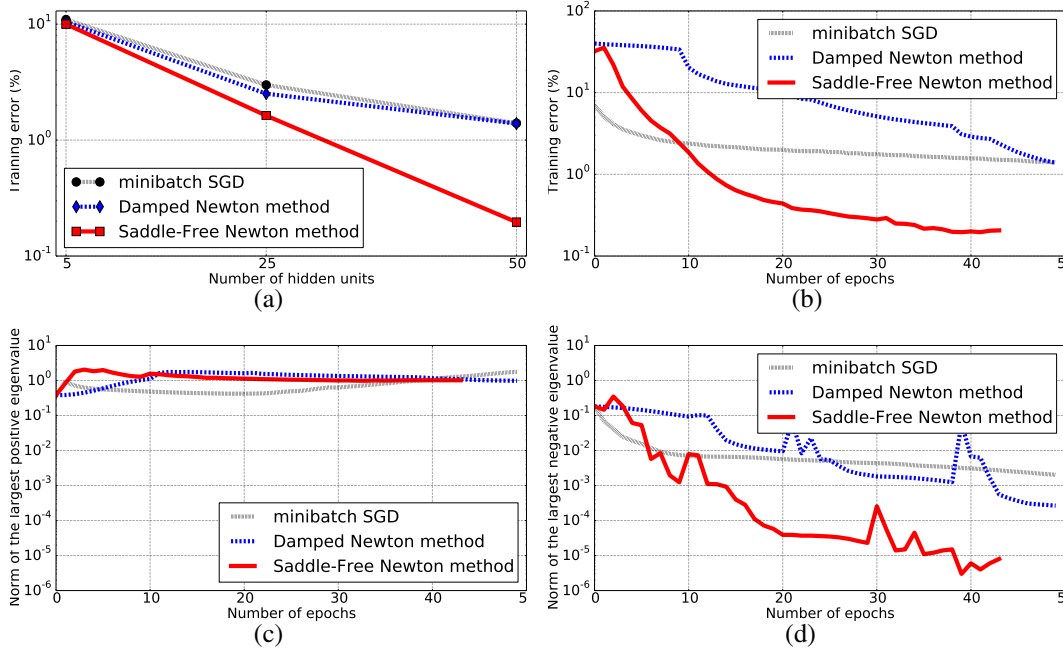 Training error (%)
10^1
10^0
10^-1
minibatch SGD
Damped Newton method
Saddle-Free Newton method
5
25
50
Number of hidden units
(a)
Training error (%)
10^2
10^1
10^0
10^-1
minibatch SGD
Damped Newton method
Saddle-Free Newton method
0
10
20
30
40
Number of epochs
(b)
Norm of the largest positive eigenvalue
10^1
10^0
10^-1
10^-2
10^-3
10^-4
10^-5
10^-6
minibatch SGD
Damped Newton method
Saddle-Free Newton method
0
10
20
30
40
Number of epochs
(c)
Norm of the largest negative eigenvalue
10^1
10^0
10^-1
10^-2
10^-3
10^-4
10^-5
10^-6
minibatch SGD
Damped Newton method
Saddle-Free Newton method
0
10
20
30
40
Number of epochs
(d)